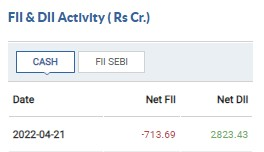 FII & DII Activity ( Rs Cr.)
CASH FII SEBI
Date Net FII Net DII
2022-04-21 -713.69 2823.43